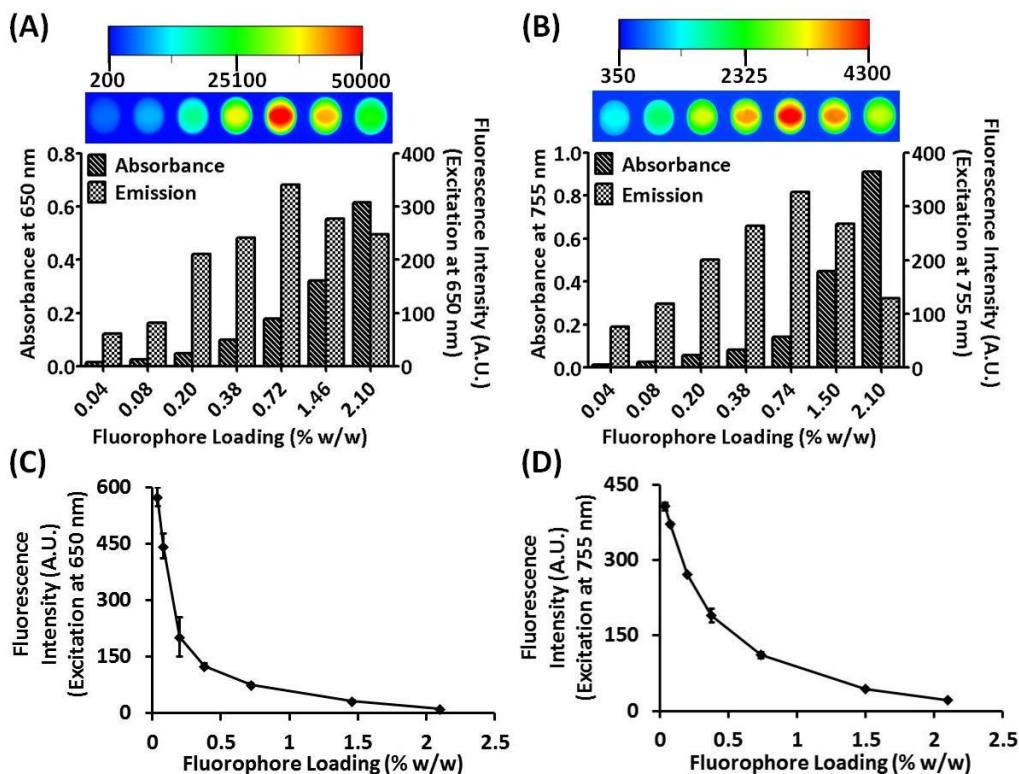 (A)
200 25100 50000
Absorbance at 650 nm
0.8
0.6
0.4
0.2
0.0
Absorbance
Emission
400
300
200
100
0
Fluorescence Intensity (A.U.)
(Excitation at 650 nm)
0.04 0.08 0.20 0.38 0.72 1.46 2.10
Fluorophore Loading (% w/w)
(B)
350 2325 4300
Absorbance at 755 nm
1.0
0.8
0.6
0.4
0.2
0.0
Absorbance
Emission
400
300
200
100
0
Fluorescence Intensity (A.U.)
(Excitation at 755 nm)
0.04 0.08 0.20 0.38 0.74 1.50 2.10
Fluorophore Loading (% w/w)
(C)
Fluorescence
Intensity (A.U.)
(Excitation at 650 nm)
600
450
300
150
0
0 0.5 1 1.5 2 2.5
Fluorophore Loading (% w/w)
(D)
Fluorescence
Intensity (A.U.)
(Excitation at 755 nm)
450
300
150
0
0 0.5 1 1.5 2 2.5
Fluorophore Loading (% w/w)